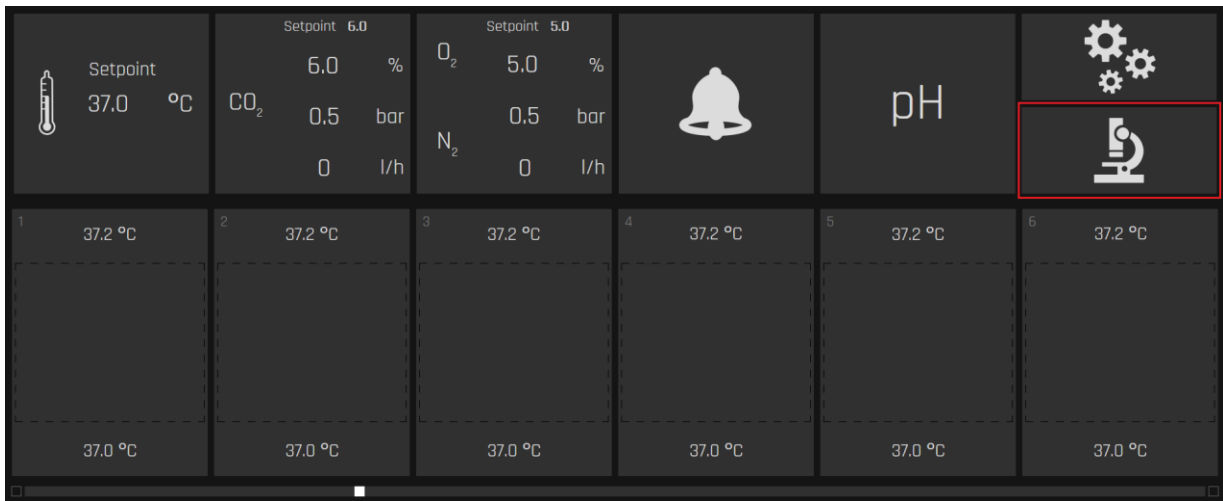 Setpoint
37.0 °C
Setpoint 6.0
CO₂
6.0 %
0.5 bar
0 l/h
Setpoint 5.0
O₂ 5.0 %
N₂ 0.5 bar
0 l/h
pH
1 37.2 °C
2 37.2 °C
3 37.2 °C
4 37.2 °C
5 37.2 °C
6 37.2 °C
37.0 °C
37.0 °C
37.0 °C
37.0 °C
37.0 °C
37.0 °C